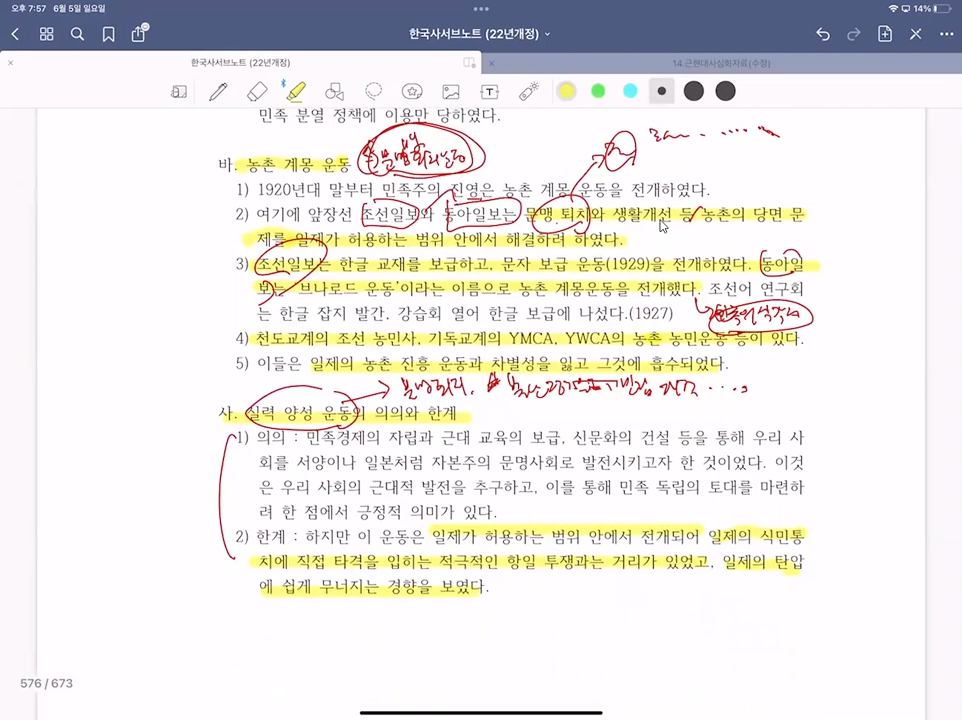 오후 7:57 6월 5일 일요일
14%
한국사서브노트 (22년개정)
한국사서브노트 (22년개정)
14.근현대사심화자료(수정)
민족 분열 정책에 이용만 당하였다.
바. 농촌 계몽 운동
1) 1920년대 말부터 민족주의 진영은 농촌 계몽 운동을 전개하였다.
2) 여기에 앞장선 조선일보와 동아일보는 문맹 퇴치와 생활개선 등 농촌의 당면 문
제를 일제가 허용하는 범위 안에서 해결하려 하였다.
3) 조선일보는 한글 교재를 보급하고, 문자 보급 운동(1929)을 전개하였다. 동아일
보는 '브나로드 운동'이라는 이름으로 농촌 계몽운동을 전개했다. 조선어 연구회
는 한글 잡지 발간, 강습회 열어 한글 보급에 나섰다.(1927)
4) 천도교계의 조선 농민사, 기독교계의 YMCA, YWCA의 농촌 농민운동 등이 있다.
5) 이들은 일제의 농촌 진흥 운동과 차별성을 잃고 그것에 흡수되었다.
사. 실력 양성 운동의 의의와 한계
1) 의의 : 민족경제의 자립과 근대 교육의 보급, 신문화의 건설 등을 통해 우리 사
회를 서양이나 일본처럼 자본주의 문명사회로 발전시키고자 한 것이었다. 이것
은 우리 사회의 근대적 발전을 추구하고, 이를 통해 민족 독립의 토대를 마련하
려 한 점에서 긍정적 의미가 있다.
2) 한계 : 하지만 이 운동은 일제가 허용하는 범위 안에서 전개되어 일제의 식민통
치에 직접 타격을 입히는 적극적인 항일 투쟁과는 거리가 있었고, 일제의 탄압
에 쉽게 무너지는 경향을 보였다.
576 / 673